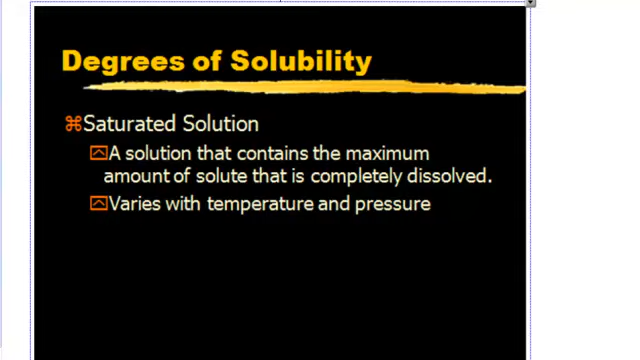 Degrees of Solubility
Saturated Solution
A solution that contains the maximum
amount of solute that is completely dissolved.
Varies with temperature and pressure